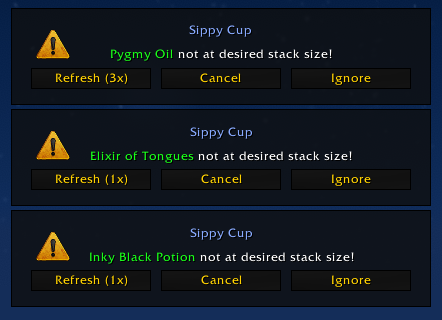 Sippy Cup
Pygmy Oil not at desired stack size!
Refresh (3x) Cancel Ignore
Sippy Cup
Elixir of Tongues not at desired stack size!
Refresh (1x) Cancel Ignore
Sippy Cup
Inky Black Potion not at desired stack size!
Refresh (1x) Cancel Ignore